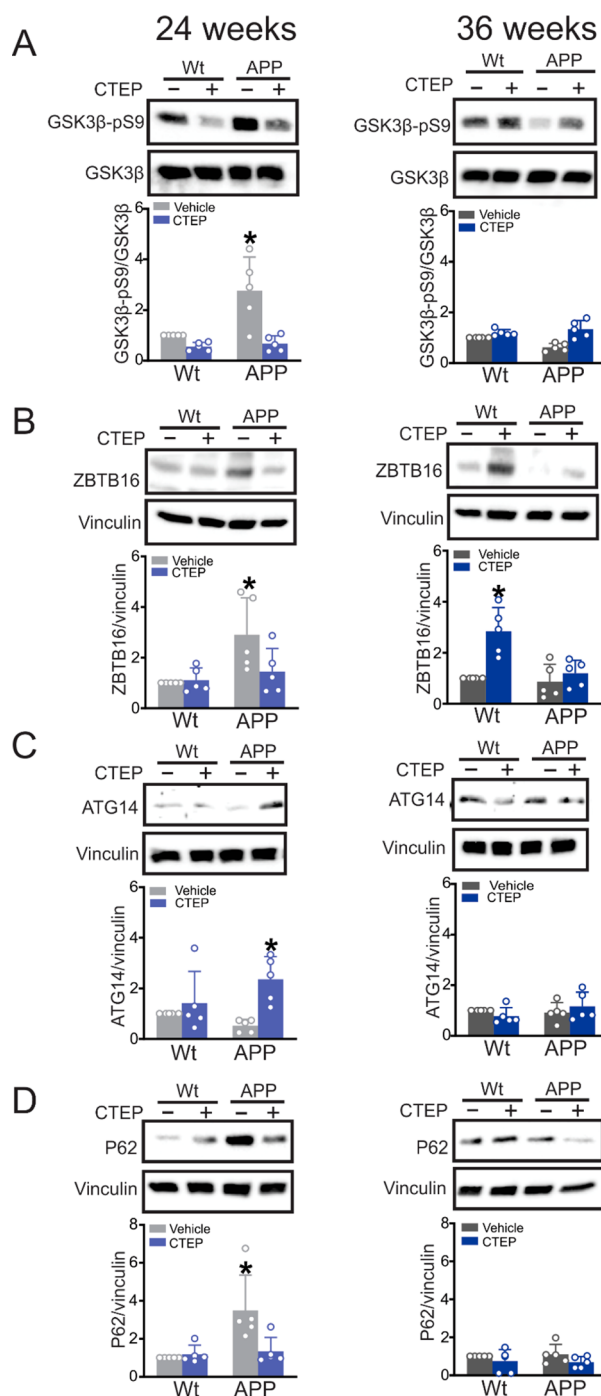 24 weeks 36 weeks
A
Wt APP Wt APP
CTEP − + − + − + − +
GSK3β-pS9 GSK3β-pS9
GSK3β GSK3β
GSK3β-pS9/GSK3β
6
4
2
0
Vehicle
CTEP
*
Wt APP
GSK3β-pS9/GSK3β
6
4
2
0
Vehicle
CTEP
Wt APP
B
Wt APP Wt APP
CTEP − + − + CTEP − + − +
ZBTB16 ZBTB16
Vinculin Vinculin
ZBTB16/vinculin
6
4
2
0
Vehicle
CTEP
*
Wt APP
ZBTB16/vinculin
6
4
2
0
Vehicle
CTEP
*
Wt APP
C
Wt APP Wt APP
CTEP − + − + CTEP − + − +
ATG14 ATG14
Vinculin Vinculin
ATG14/vinculin
6
4
2
0
Vehicle
CTEP
*
Wt APP
ATG14/vinculin
6
4
2
0
Vehicle
CTEP
Wt APP
D
Wt APP Wt APP
CTEP − + − + CTEP − + − +
P62 P62
Vinculin Vinculin
P62/vinculin
8
6
4
2
0
Vehicle
CTEP
*
Wt APP
P62/vinculin
8
6
4
2
0
Vehicle
CTEP
Wt APP